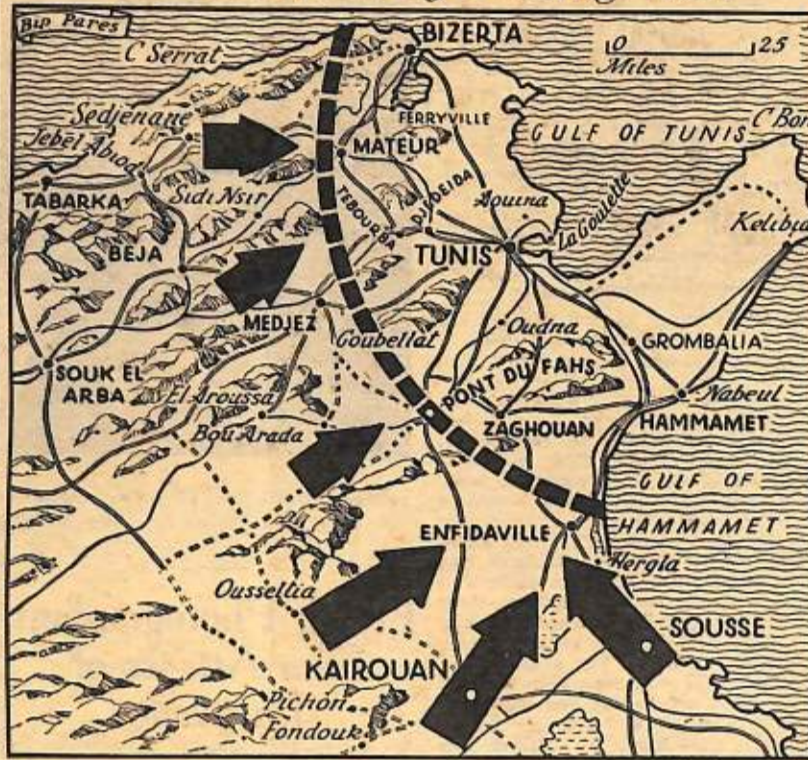 Bip Pares
BIZERTA
C Serrat
0 25
Miles
Sedjenane
FERRYVILLE
GULF OF TUNIS
C Bon
Jebel Abiod
MATEUR
TABARKA
Sidi Nsir
TEBOURBA
DJEDEIDA
Aouina
La Goulette
Kelibia
BEJA
TUNIS
MEDJEZ
Goubellat
Oudna
GROMBALIA
SOUK EL
ARBA
El Aroussa
PONT DU FAHS
Nabeul
Bou Arada
ZAGHOUAN
HAMMAMET
GULF OF
HAMMAMET
ENFIDAVILLE
Hergla
Ousseltia
SOUSSE
KAIROUAN
Pichon
Fondouk